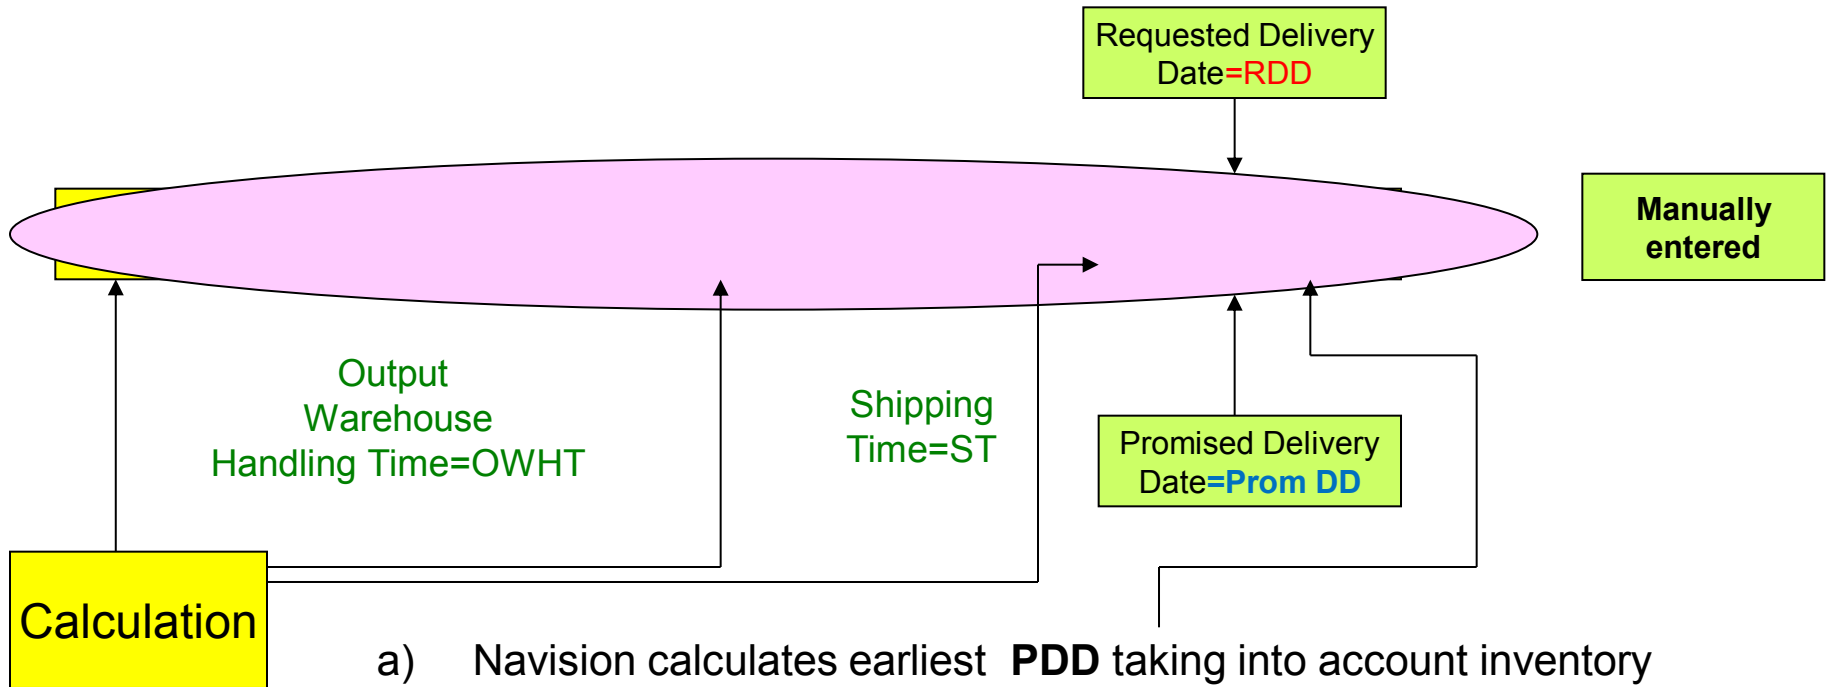 Requested Delivery
Date=RDD
Manually
entered
Output
Warehouse
Handling Time=OWHT
Shipping
Time=ST
Promised Delivery
Date=Prom DD
Calculation
a) Navision calculates earliest PDD taking into account inventory